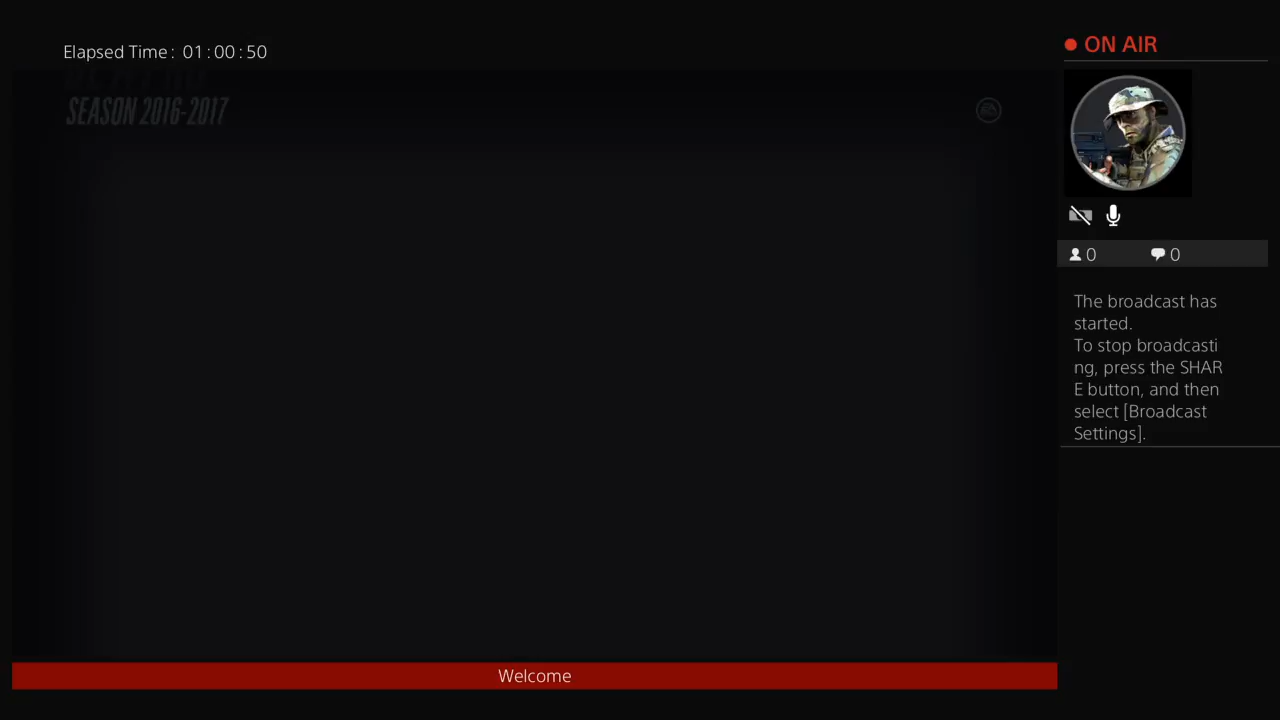 Elapsed Time: 01:00:50
ON AIR
SEASON 2016-2017
EA
0
0
The broadcast has
started.
To stop broadcasti
ng, press the SHAR
E button, and then
select [Broadcast
Settings].
Welcome